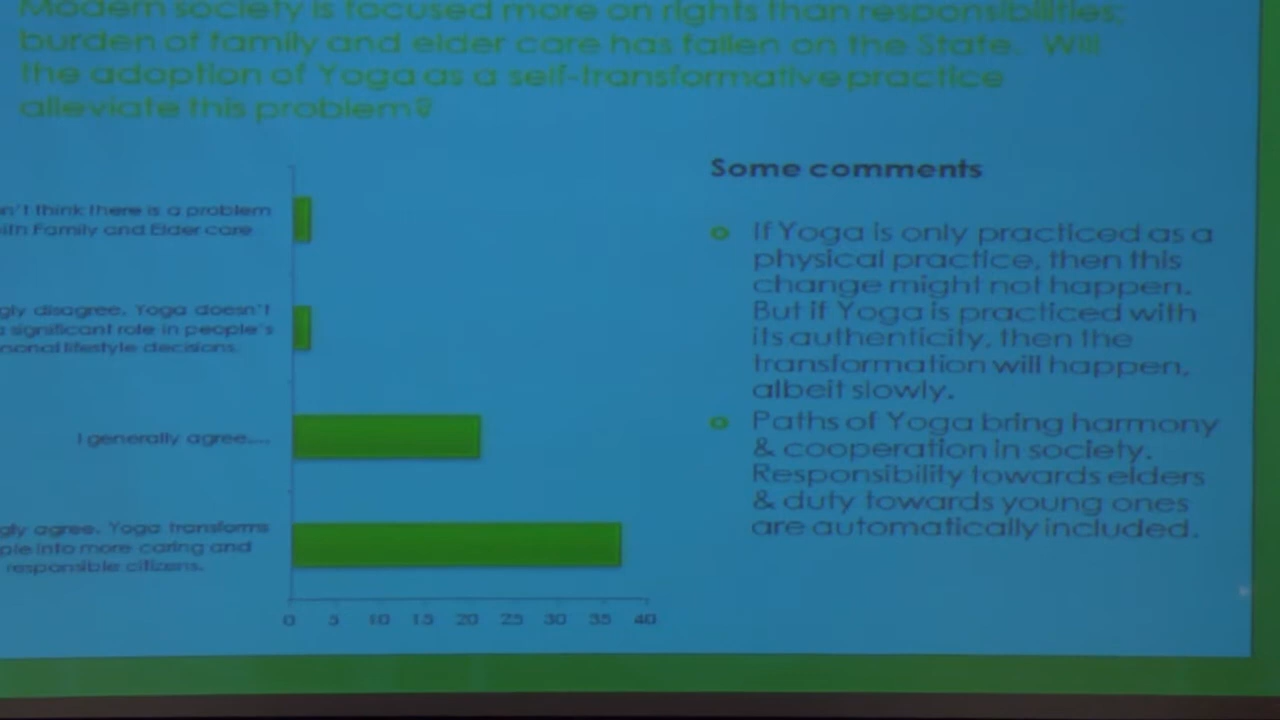 Modern society is focused more on rights than responsibilities;
burden of family and elder care has fallen on the State. Will
the adoption of Yoga as a self-transformative practice
alleviate this problem?
Some comments
n't think there is a problem
ith Family and Elder care
gly disagree. Yoga doesn't
a significant role in people's
sonal lifestyle decisions.
I generally agree....
gly agree. Yoga transforms
ple into more caring and
responsible citizens.
0 5 10 15 20 25 30 35 40
If Yoga is only practiced as a
physical practice, then this
change might not happen.
But if Yoga is practiced with
its authenticity, then the
transformation will happen,
albeit slowly.
Paths of Yoga bring harmony
& cooperation in society.
Responsibility towards elders
& duty towards young ones
are automatically included.